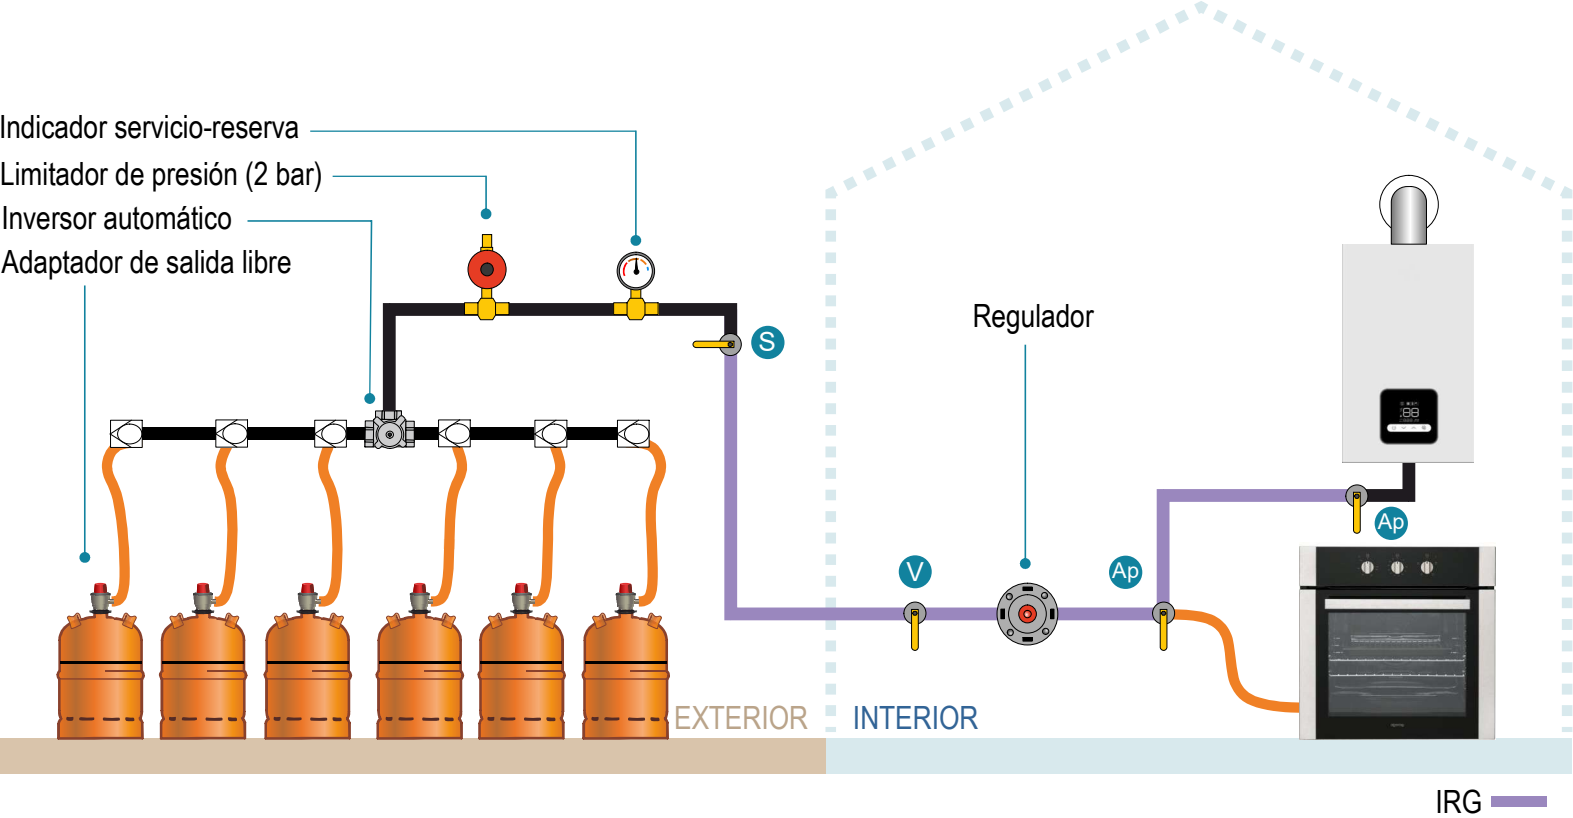 Indicador servicio-reserva
Limitador de presión (2 bar)
Inversor automático
Adaptador de salida libre
S
Regulador
88
Ap
V
Ap
EXTERIOR
INTERIOR
IRG